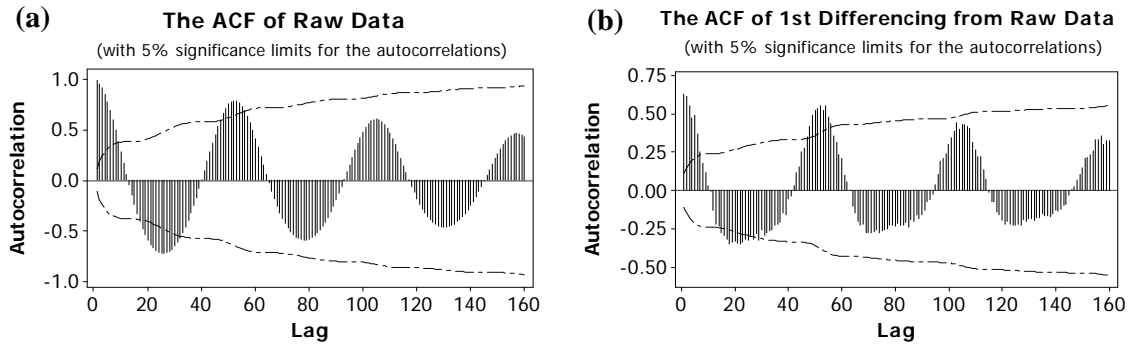 (a)
The ACF of Raw Data
(with 5% significance limits for the autocorrelations)
Autocorrelation
1.0
0.5
0.0
-0.5
-1.0
0 20 40 60 80 100 120 140 160
Lag
(b)
The ACF of 1st Differencing from Raw Data
(with 5% significance limits for the autocorrelations)
Autocorrelation
0.75
0.50
0.25
0.00
-0.25
-0.50
0 20 40 60 80 100 120 140 160
Lag